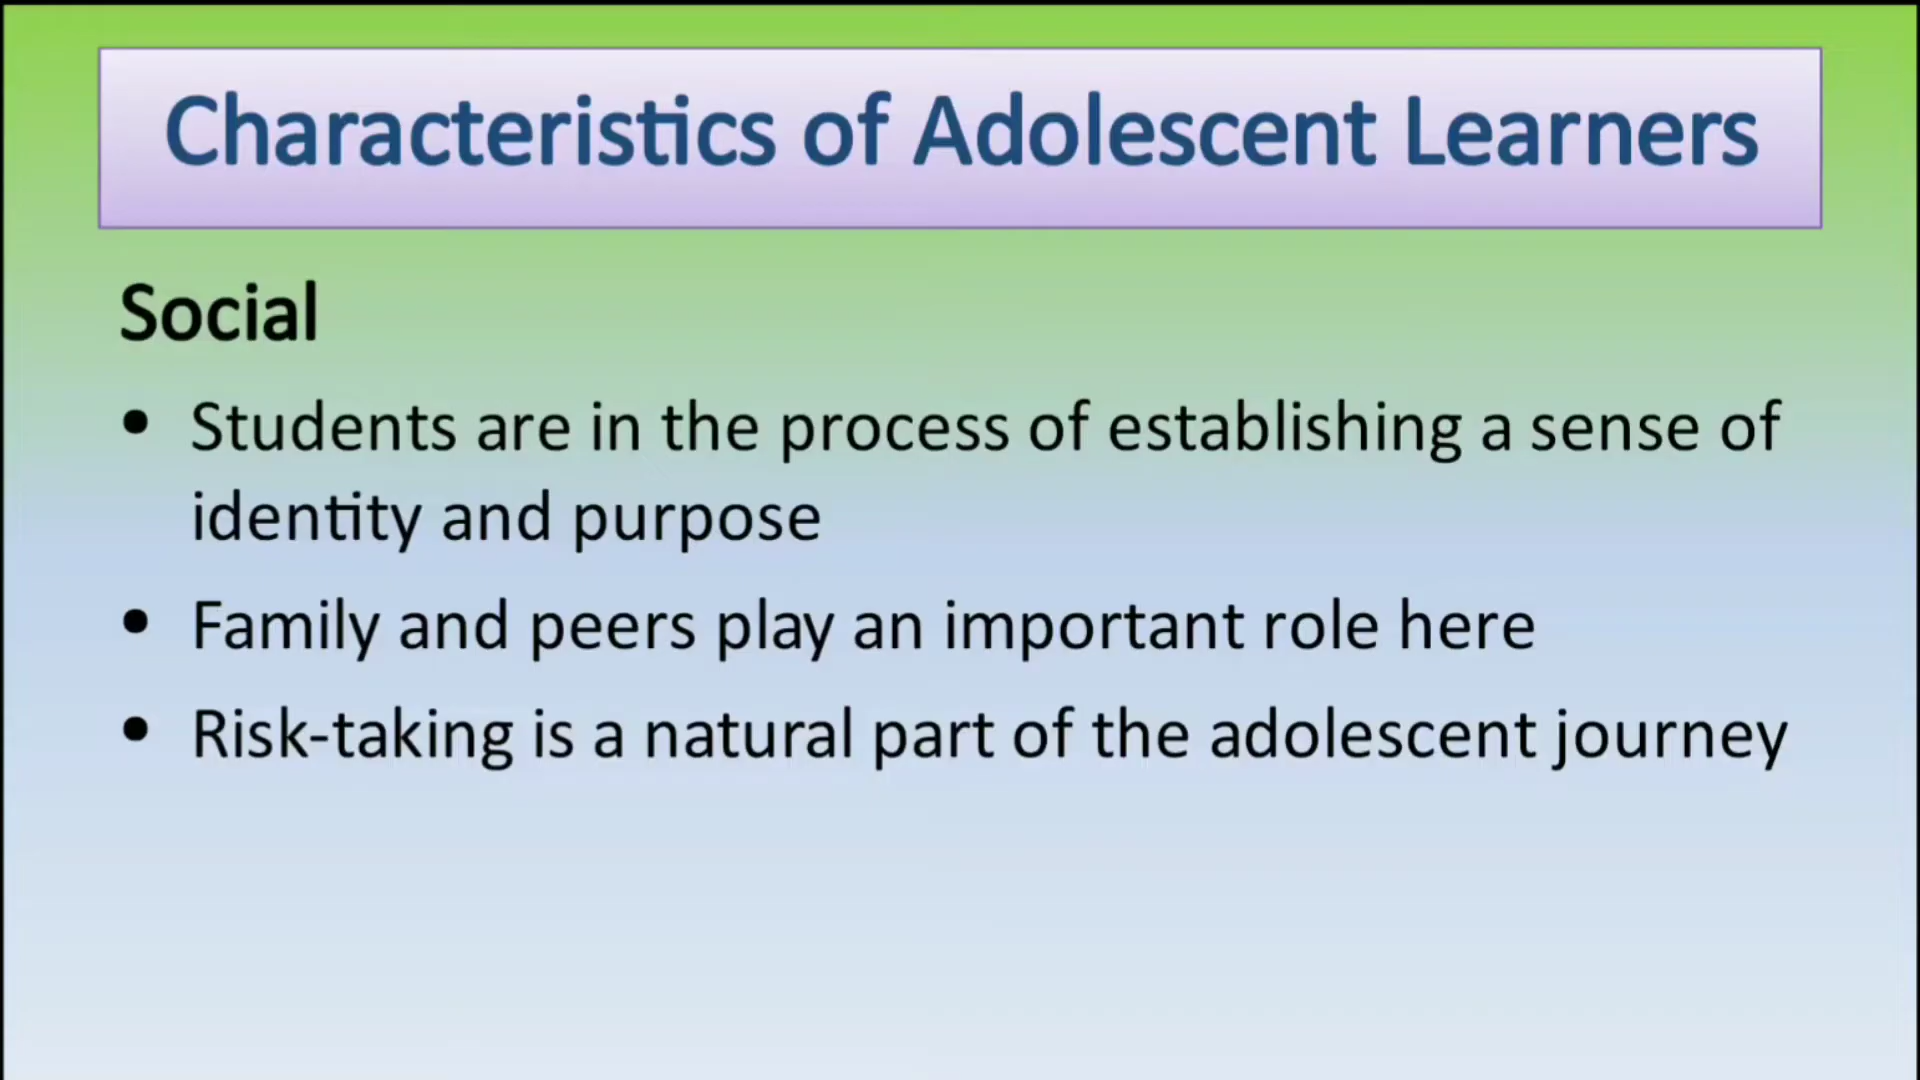 Characteristics of Adolescent Learners
Social
• Students are in the process of establishing a sense of
identity and purpose
• Family and peers play an important role here
• Risk-taking is a natural part of the adolescent journey